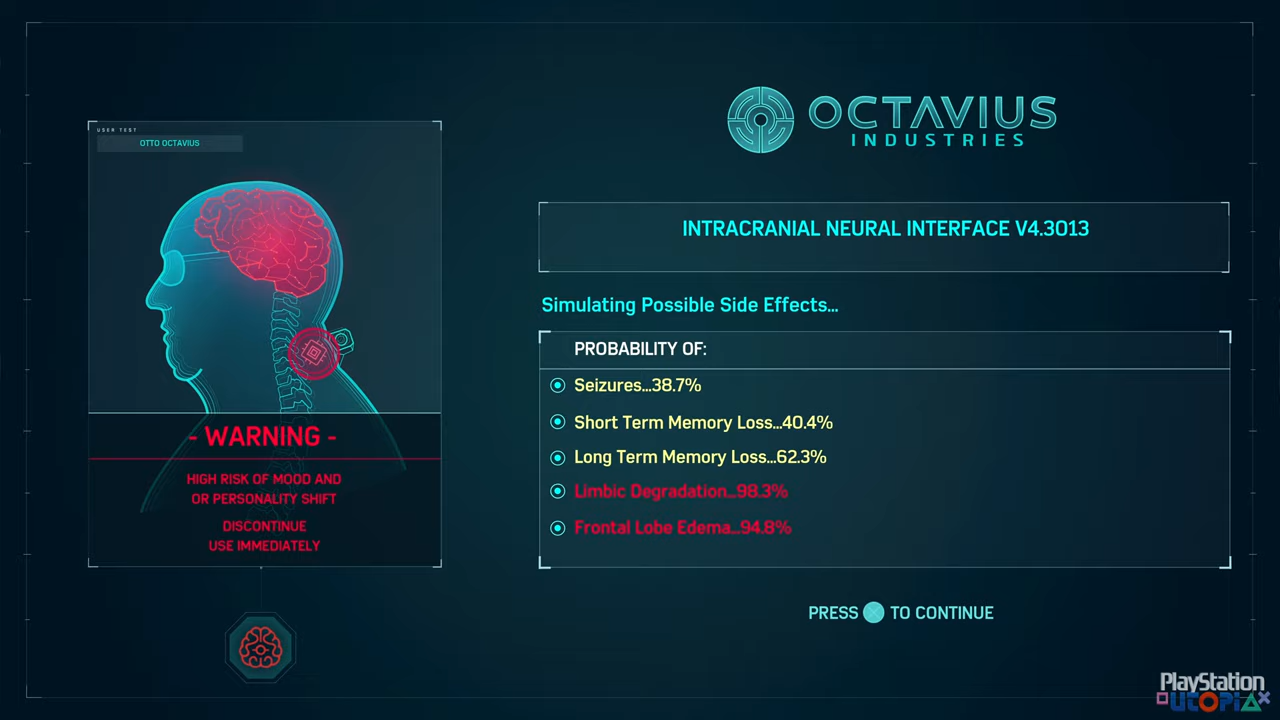 USER TEST
OTTO OCTAVIUS
- WARNING -
HIGH RISK OF MOOD AND
OR PERSONALITY SHIFT
DISCONTINUE
USE IMMEDIATELY
OCTAVIUS
INDUSTRIES
INTRACRANIAL NEURAL INTERFACE V4.3013
Simulating Possible Side Effects...
PROBABILITY OF:
Seizures...38.7%
Short Term Memory Loss...40.4%
Long Term Memory Loss...62.3%
Limbic Degradation...98.3%
Frontal Lobe Edema...94.8%
PRESS TO CONTINUE
PlayStation
UTOPIA